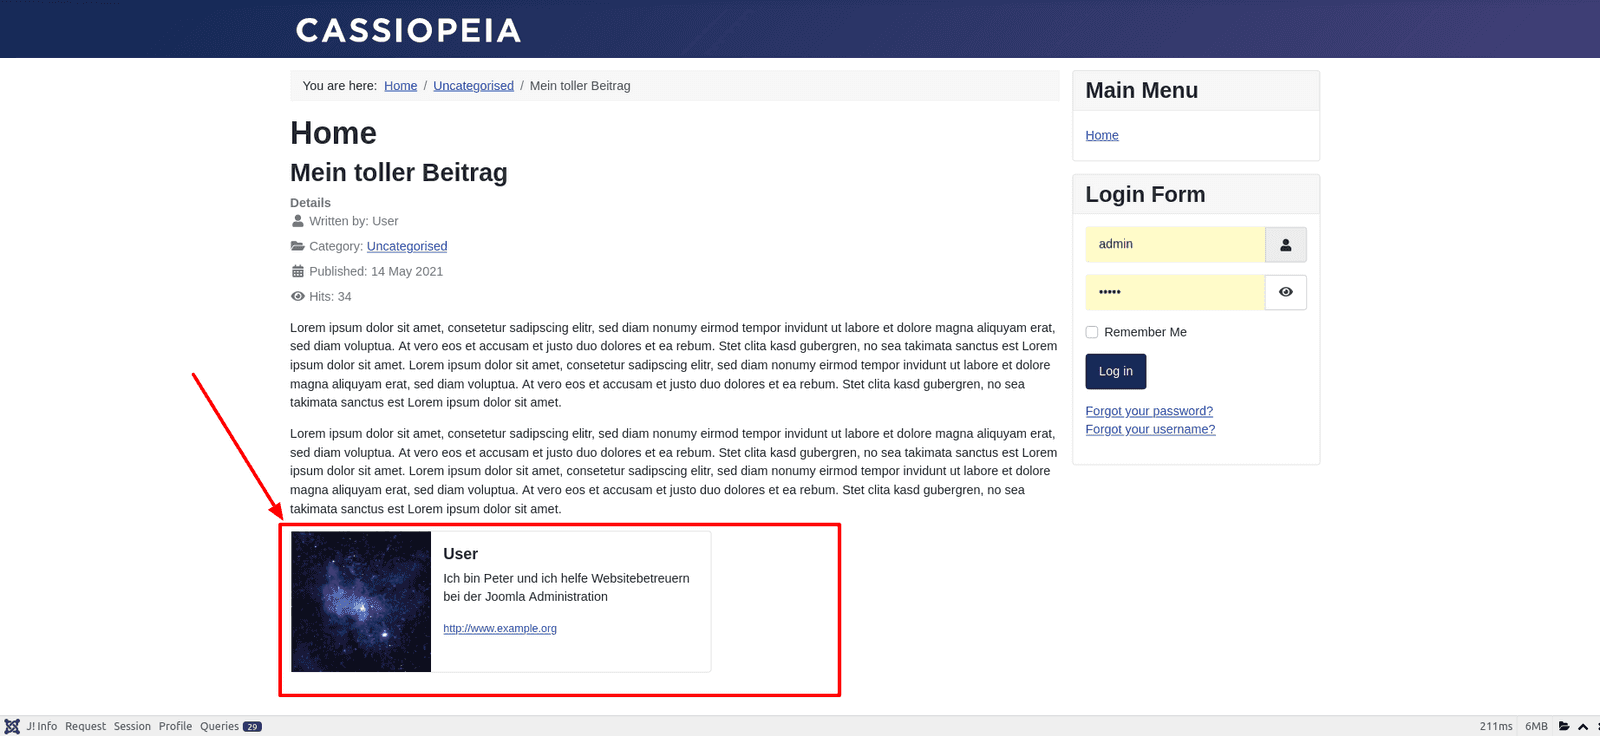 CASSIOPEIA
You are here: Home / Uncategorised / Mein toller Beitrag
Home
Mein toller Beitrag
Details
Written by: User
Category: Uncategorised
Published: 14 May 2021
Hits: 34
Lorem ipsum dolor sit amet, consetetur sadipscing elitr, sed diam nonumy eirmod tempor invidunt ut labore et dolore magna aliquyam erat,
sed diam voluptua. At vero eos et accusam et justo duo dolores et ea rebum. Stet clita kasd gubergren, no sea takimata sanctus est Lorem
ipsum dolor sit amet. Lorem ipsum dolor sit amet, consetetur sadipscing elitr, sed diam nonumy eirmod tempor invidunt ut labore et dolore
magna aliquyam erat, sed diam voluptua. At vero eos et accusam et justo duo dolores et ea rebum. Stet clita kasd gubergren, no sea
takimata sanctus est Lorem ipsum dolor sit amet.
Lorem ipsum dolor sit amet, consetetur sadipscing elitr, sed diam nonumy eirmod tempor invidunt ut labore et dolore magna aliquyam erat,
sed diam voluptua. At vero eos et accusam et justo duo dolores et ea rebum. Stet clita kasd gubergren, no sea takimata sanctus est Lorem
ipsum dolor sit amet. Lorem ipsum dolor sit amet, consetetur sadipscing elitr, sed diam nonumy eirmod tempor invidunt ut labore et dolore
magna aliquyam erat, sed diam voluptua. At vero eos et accusam et justo duo dolores et ea rebum. Stet clita kasd gubergren, no sea
takimata sanctus est Lorem ipsum dolor sit amet.
User
Ich bin Peter und ich helfe Websitebetreuern
bei der Joomla Administration
http://www.example.org
Main Menu
Home
Login Form
admin
•••••
Remember Me
Log in
Forgot your password?
Forgot your username?
J! Info Request Session Profile Queries 29 211ms 6MB